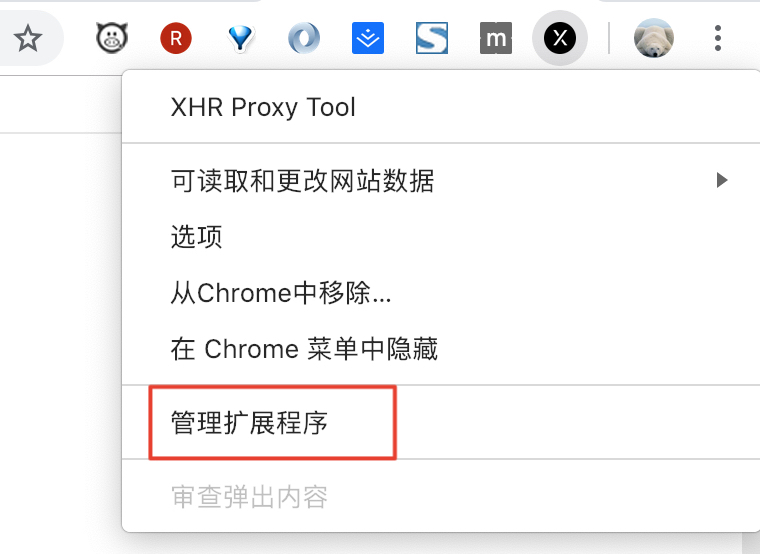 R
m
X
XHR Proxy Tool
可读取和更改网站数据
选项
从Chrome中移除...
在 Chrome 菜单中隐藏
管理扩展程序
审查弹出内容